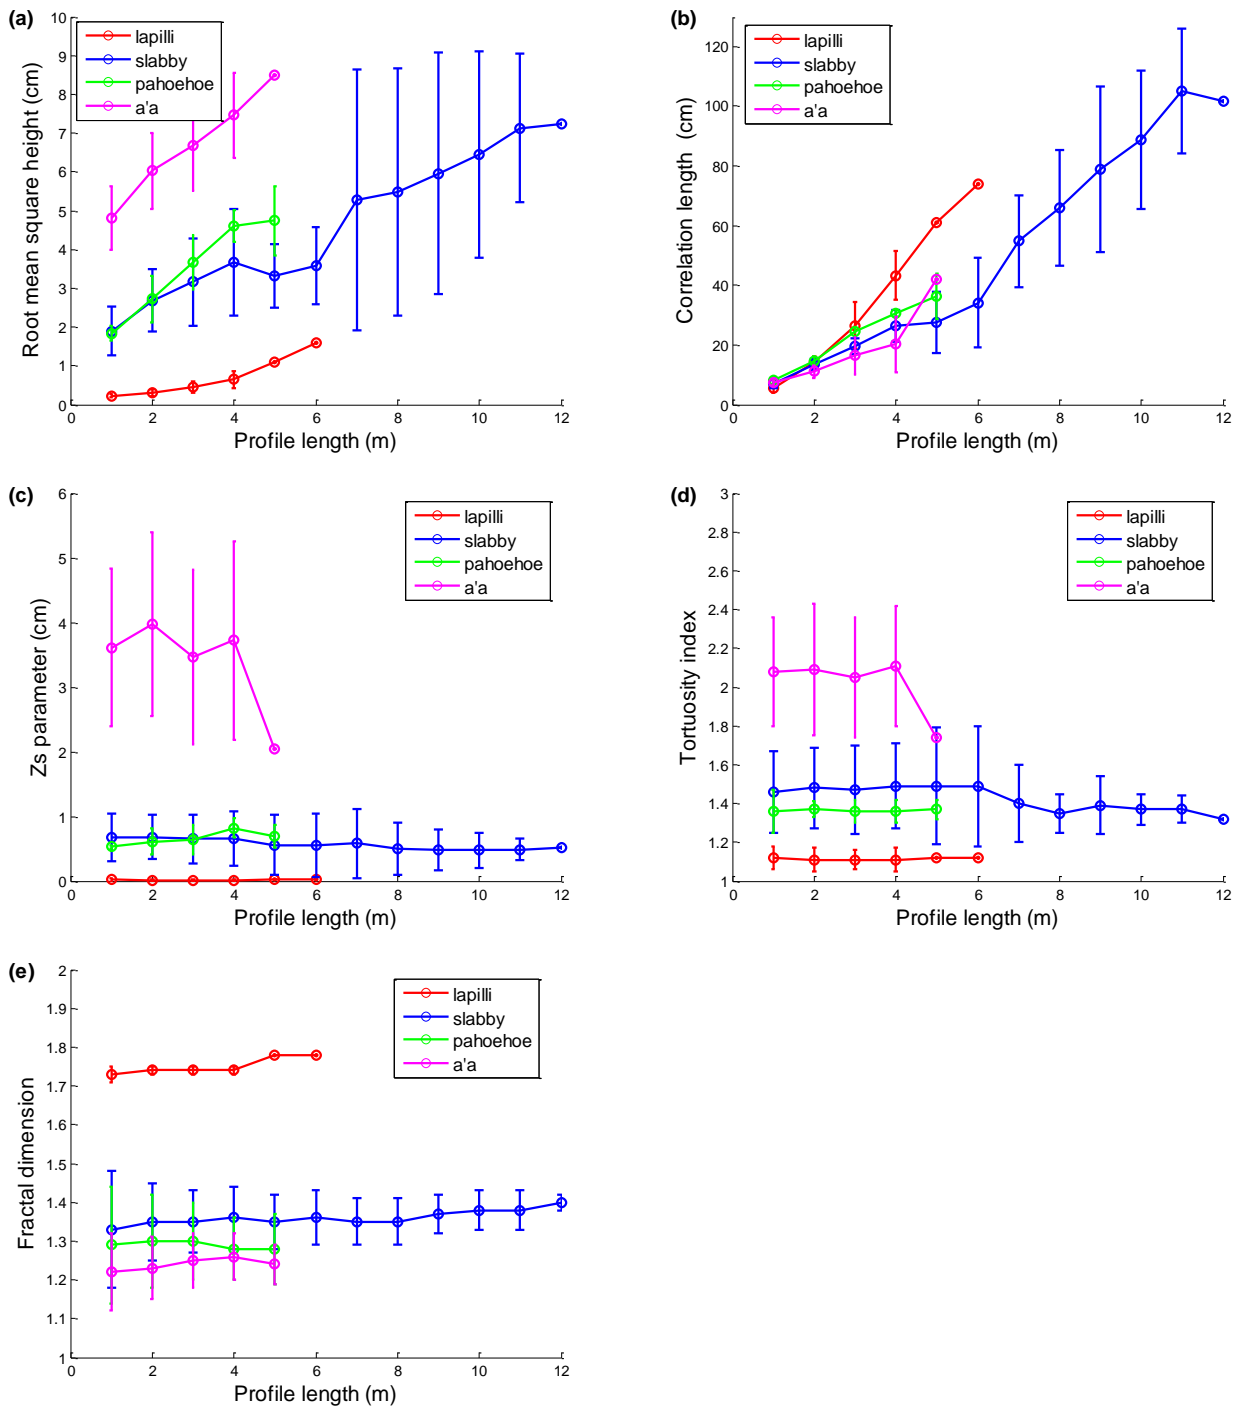 (a)
lapilli
slabby
pahoehoe
a'a
Root mean square height (cm)
10
9
8
7
6
5
4
3
2
1
0
0 2 4 6 8 10 12
Profile length (m)
(b)
lapilli
slabby
pahoehoe
a'a
Correlation length (cm)
120
100
80
60
40
20
0
0 2 4 6 8 10 12
Profile length (m)
(c)
lapilli
slabby
pahoehoe
a'a
Zs parameter (cm)
6
5
4
3
2
1
0
0 2 4 6 8 10 12
Profile length (m)
(d)
lapilli
slabby
pahoehoe
a'a
Tortuosity index
3
2.8
2.6
2.4
2.2
2
1.8
1.6
1.4
1.2
1
0 2 4 6 8 10 12
Profile length (m)
(e)
lapilli
slabby
pahoehoe
a'a
Fractal dimension
2
1.9
1.8
1.7
1.6
1.5
1.4
1.3
1.2
1.1
1
0 2 4 6 8 10 12
Profile length (m)